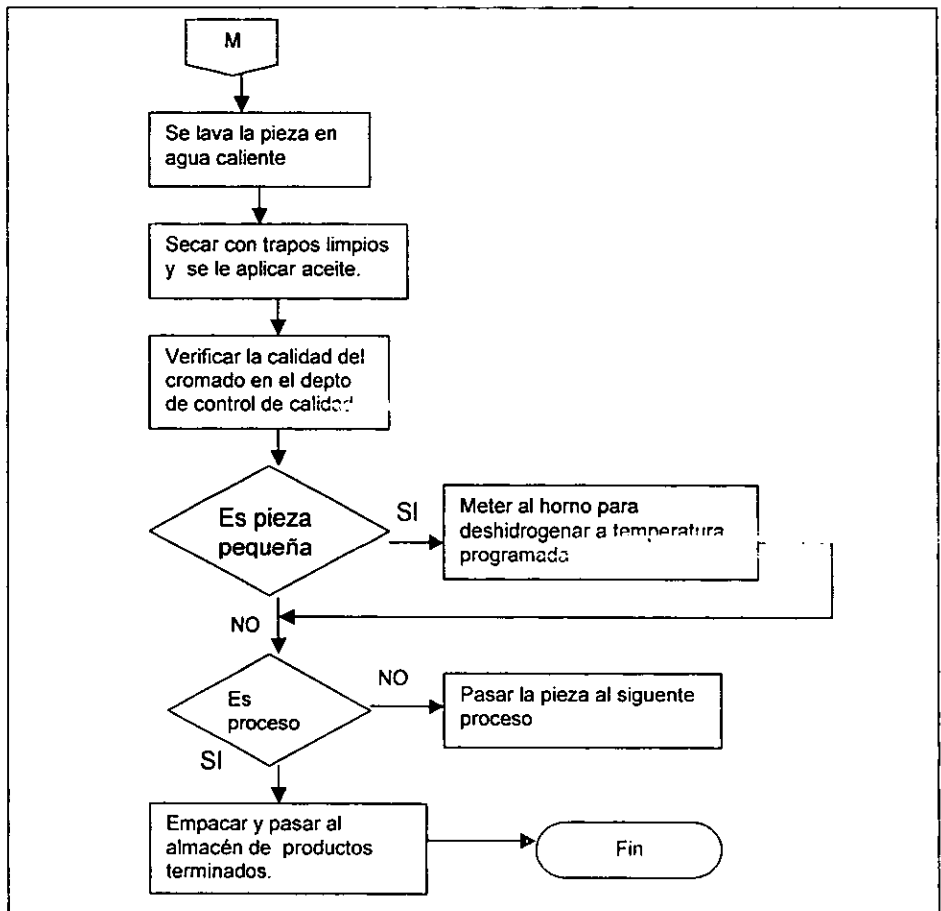 M
Se lava la pieza en
agua caliente
Secar con trapos limpios
y se le aplicar aceite.
Verificar la calidad del
cromado en el depto
de control de calidad
Es pieza
pequeña
SI
Meter al horno para
deshidrogenar a temperatura
programada
NO
Es
proceso
NO
Pasar la pieza al siguente
proceso
SI
Empacar y pasar al
almacén de productos
terminados.
Fin